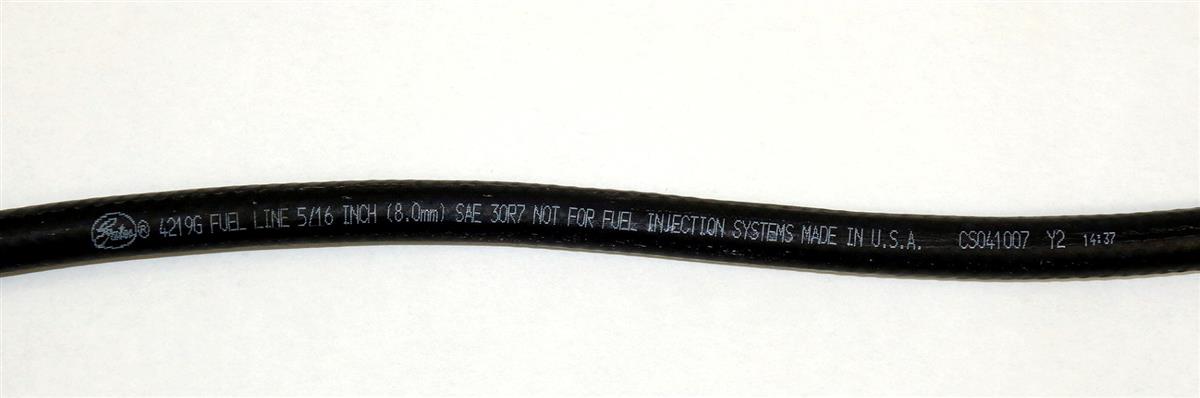 Gates® 4219G FUEL LINE 5/16 INCH (8.0mm) SAE 30R7 NOT FOR FUEL INJECTION SYSTEMS MADE IN U.S.A. CS041007 Y2 14:37